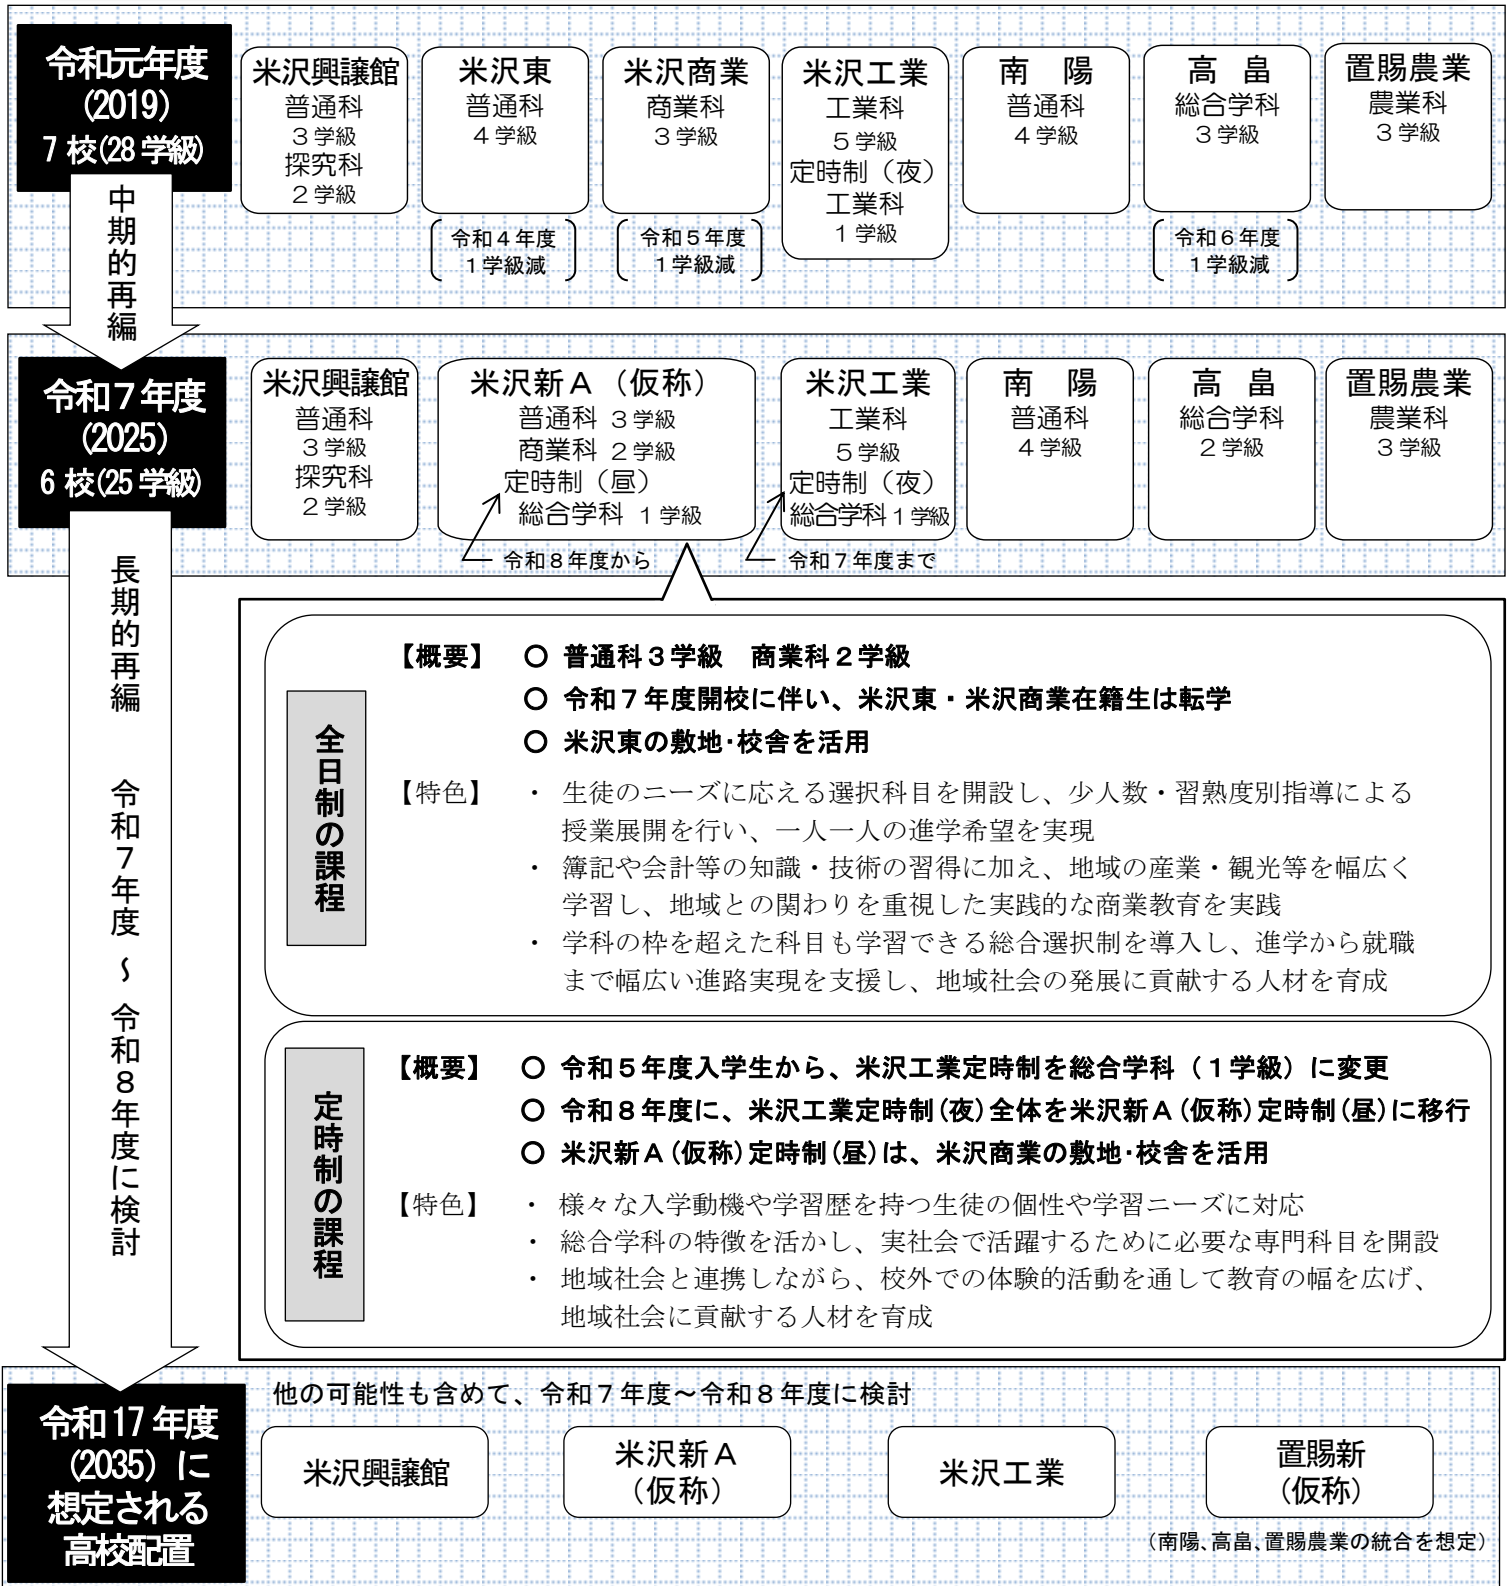 令和元年度
(2019)
7 校(28 学級)
米沢興譲館
普通科
３学級
探究科
２学級
米沢東
普通科
４学級
令和４年度
１学級減
米沢商業
商業科
３学級
令和５年度
１学級減
米沢工業
工業科
５学級
定時制（夜）
工業科
１学級
南　陽
普通科
４学級
高　畠
総合学科
３学級
令和６年度
１学級減
置賜農業
農業科
３学級
中期的再編
令和７年度
(2025)
6 校(25 学級)
米沢興譲館
普通科
３学級
探究科
２学級
米沢新Ａ（仮称）
普通科 ３学級
商業科 ２学級
定時制（昼）
総合学科 １学級
令和８年度から
米沢工業
工業科
５学級
定時制（夜）
総合学科１学級
令和７年度まで
南　陽
普通科
４学級
高　畠
総合学科
２学級
置賜農業
農業科
３学級
長期的再編　令和７年度～令和８年度に検討
全日制の課程
【概要】　○ 普通科３学級　商業科２学級
○ 令和７年度開校に伴い、米沢東・米沢商業在籍生は転学
○ 米沢東の敷地･校舎を活用
【特色】　・ 生徒のニーズに応える選択科目を開設し、少人数・習熟度別指導による
授業展開を行い、一人一人の進学希望を実現
・ 簿記や会計等の知識・技術の習得に加え、地域の産業・観光等を幅広く
学習し、地域との関わりを重視した実践的な商業教育を実践
・ 学科の枠を超えた科目も学習できる総合選択制を導入し、進学から就職
まで幅広い進路実現を支援し、地域社会の発展に貢献する人材を育成
定時制の課程
【概要】　○ 令和５年度入学生から、米沢工業定時制を総合学科（１学級）に変更
○ 令和８年度に、米沢工業定時制(夜)全体を米沢新Ａ(仮称)定時制(昼)に移行
○ 米沢新Ａ(仮称)定時制(昼)は、米沢商業の敷地･校舎を活用
【特色】　・ 様々な入学動機や学習歴を持つ生徒の個性や学習ニーズに対応
・ 総合学科の特徴を活かし、実社会で活躍するために必要な専門科目を開設
・ 地域社会と連携しながら、校外での体験的活動を通して教育の幅を広げ、
地域社会に貢献する人材を育成
令和 17 年度
(2035) に
想定される
高校配置
他の可能性も含めて、令和７年度～令和８年度に検討
米沢興譲館
米沢新Ａ
（仮称）
米沢工業
置賜新
（仮称）
（南陽､高畠､置賜農業の統合を想定）